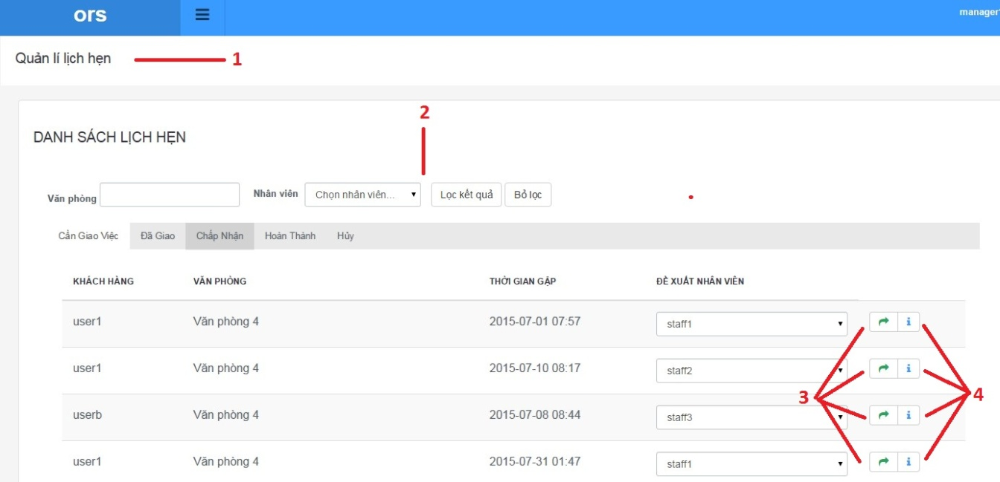 ors
manager
Quản lí lịch hẹn 1
2
DANH SÁCH LỊCH HẸN
Văn phòng Nhân viên Chọn nhân viên... Lọc kết quả Bỏ lọc
Cần Giao Việc Đã Giao Chấp Nhận Hoàn Thành Hủy
KHÁCH HÀNG VĂN PHÒNG THỜI GIAN GẶP ĐỀ XUẤT NHÂN VIÊN
user1 Văn phòng 4 2015-07-01 07:57 staff1
user1 Văn phòng 4 2015-07-10 08:17 staff2
3 4
userb Văn phòng 4 2015-07-08 08:44 staff3
user1 Văn phòng 4 2015-07-31 01:47 staff1